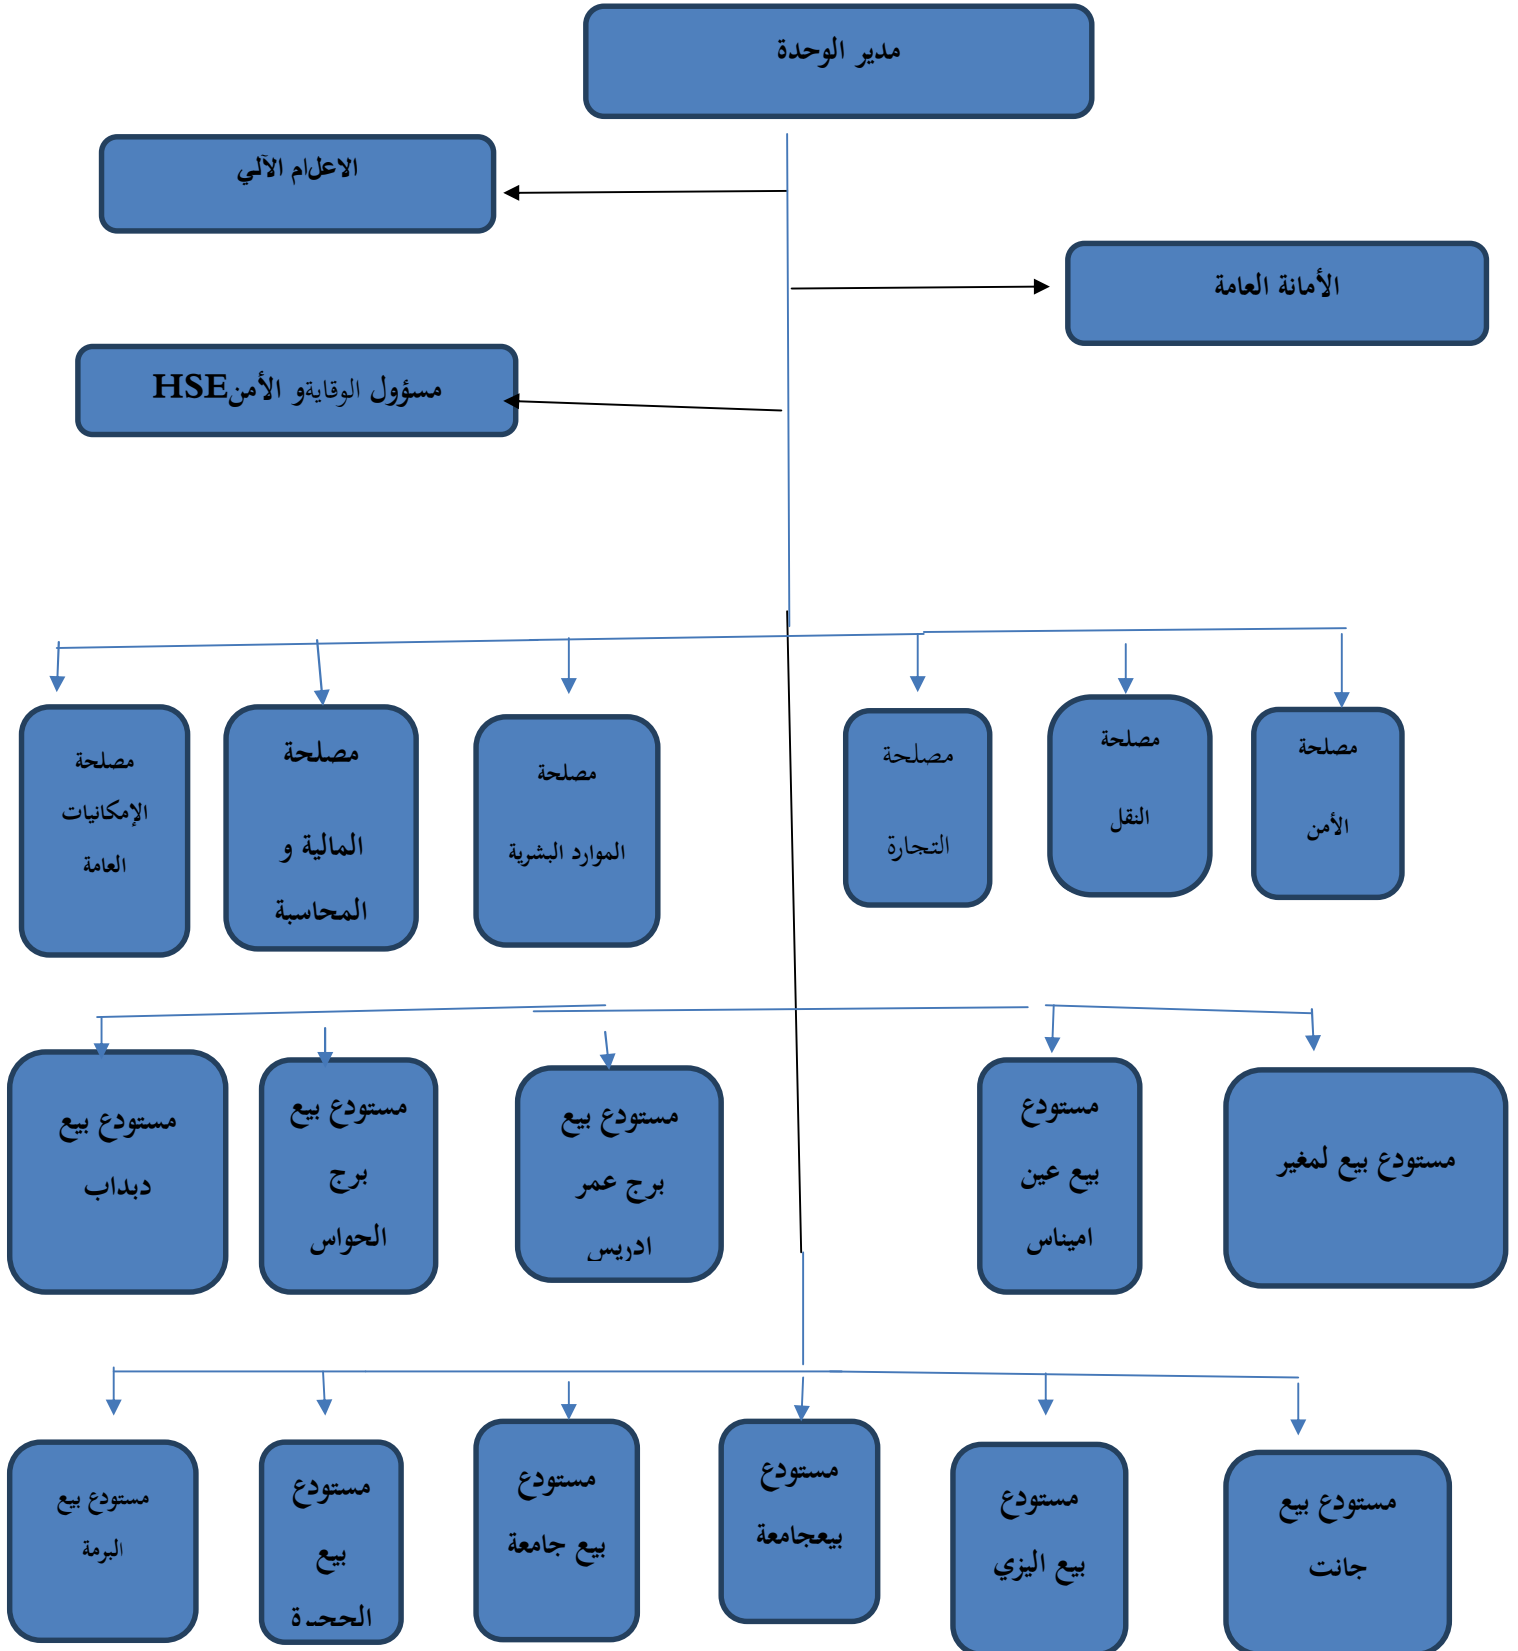 مدير الوحدة
الاعلام الآلي
الأمانة العامة
مسؤول الوقايةو الأمنHSE
مصلحة
الأمن
مصلحة
النقل
مصلحة
التجارة
مصلحة
الموارد البشرية
مصلحة
المالية و
المحاسبة
مصلحة
الإمكانيات
العامة
مستودع بيع لمغير
مستودع
بيع عين
اميناس
مستودع بيع
برج عمر
ادريس
مستودع بيع
برج
الحواس
مستودع بيع
دبداب
مستودع بيع
جانت
مستودع
بيع اليزي
مستودع
بيعجامعة
مستودع
بيع جامعة
مستودع
بيع
الحجيرة
مستودع بيع
البرمة